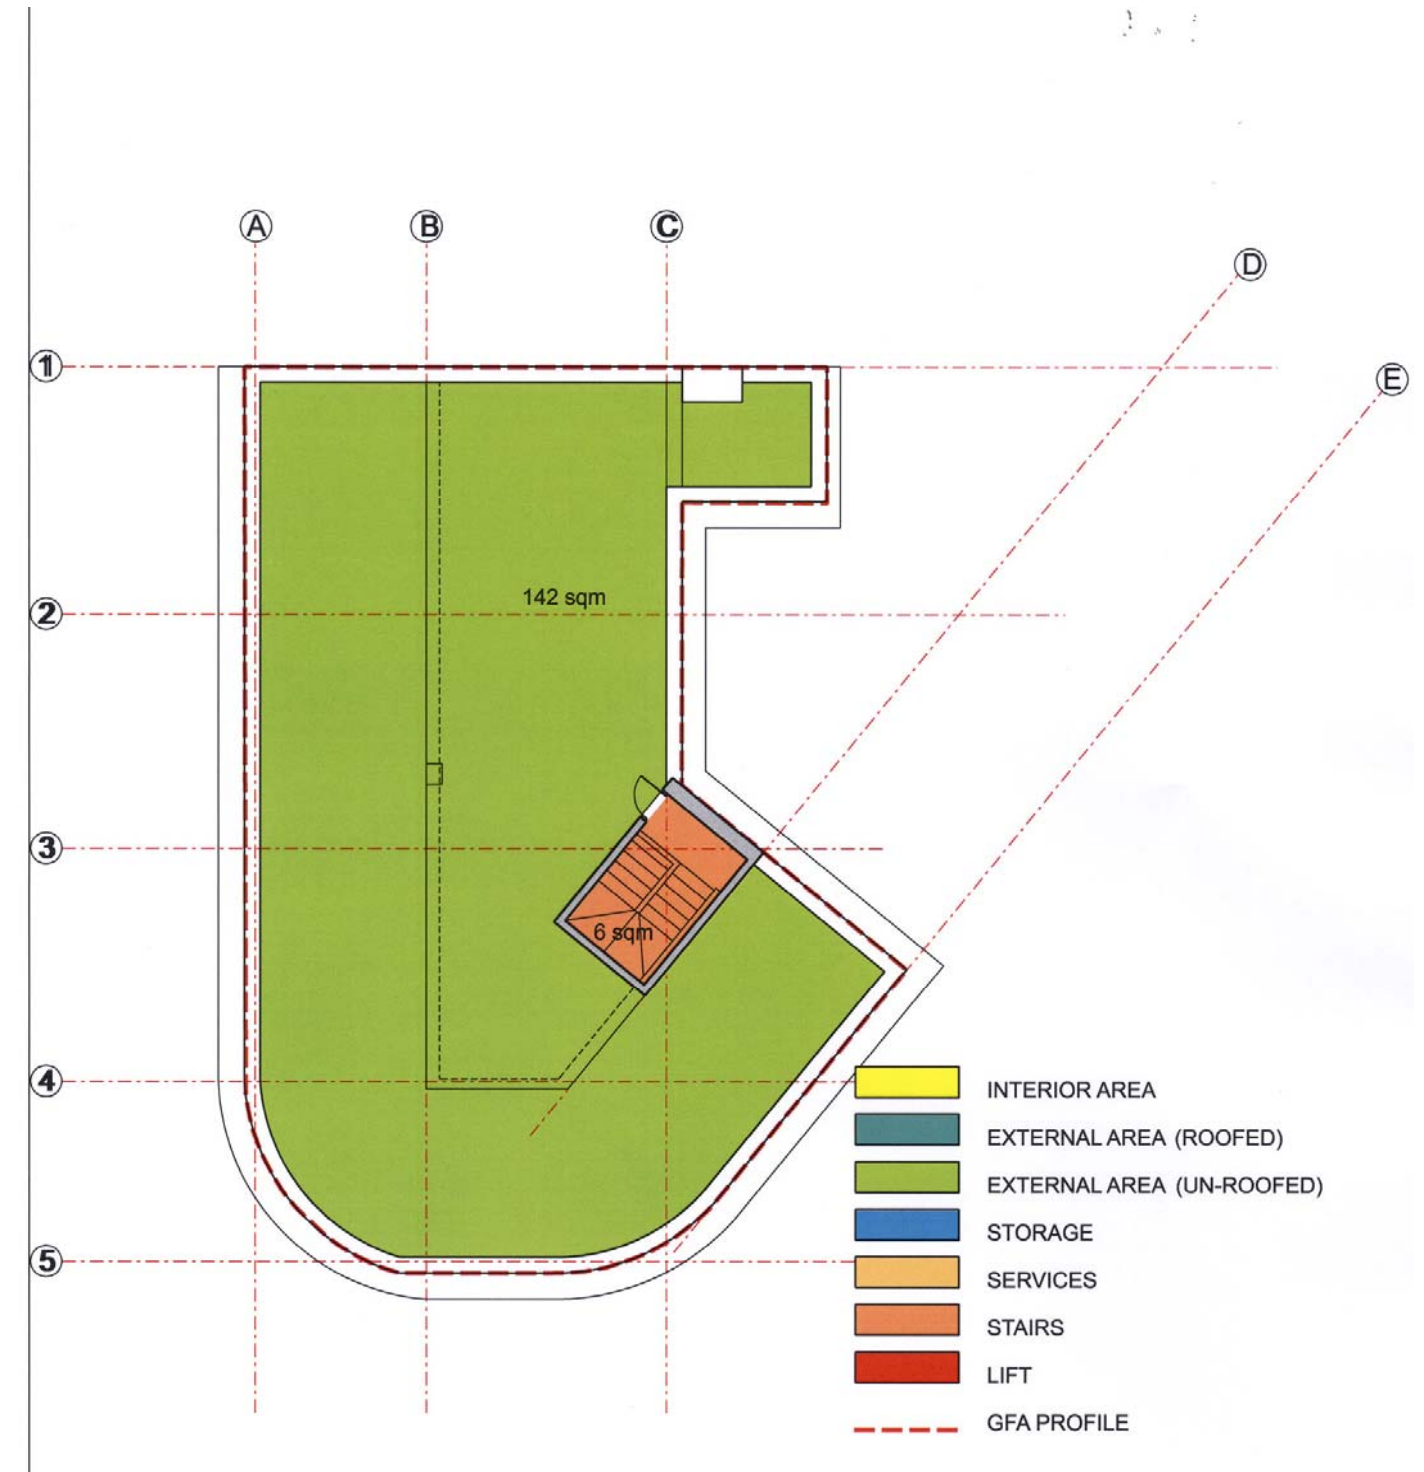 A
B
C
D
E
1
2
142 sqm
3
6 sqm
4
5
INTERIOR AREA
EXTERNAL AREA (ROOFED)
EXTERNAL AREA (UN-ROOFED)
STORAGE
SERVICES
STAIRS
LIFT
GFA PROFILE